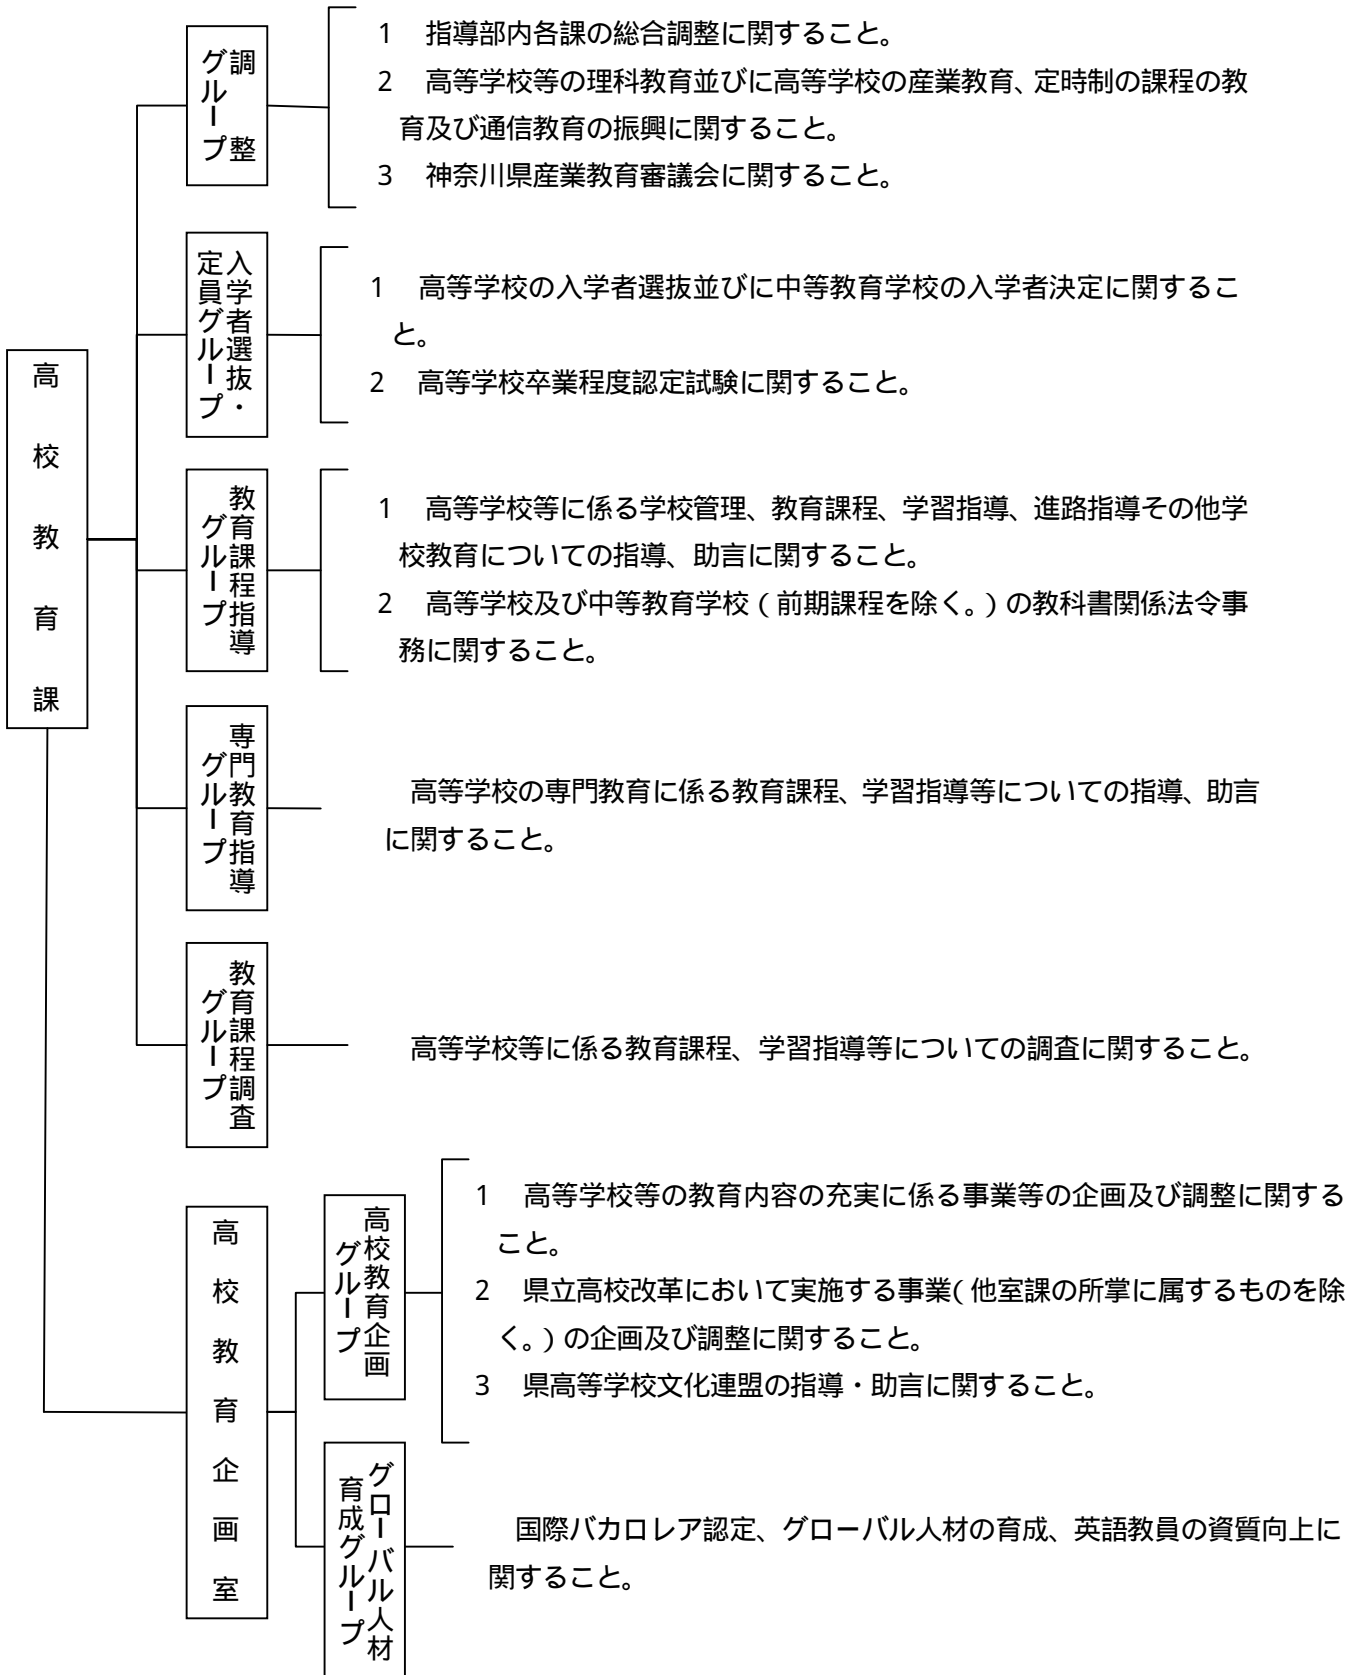 高校教育課
調整
グループ
1 指導部内各課の総合調整に関すること。
2 高等学校等の理科教育並びに高等学校の産業教育、定時制の課程の教
育及び通信教育の振興に関すること。
3 神奈川県産業教育審議会に関すること。
入学者選抜・
定員グループ
1 高等学校の入学者選抜並びに中等教育学校の入学者決定に関するこ
と。
2 高等学校卒業程度認定試験に関すること。
教育課程指導
グループ
1 高等学校等に係る学校管理、教育課程、学習指導、進路指導その他学
校教育についての指導、助言に関すること。
2 高等学校及び中等教育学校(前期課程を除く。)の教科書関係法令事
務に関すること。
専門教育指導
グループ
高等学校の専門教育に係る教育課程、学習指導等についての指導、助言
に関すること。
教育課程調査
グループ
高等学校等に係る教育課程、学習指導等についての調査に関すること。
高校教育企画室
高校教育企画
グループ
1 高等学校等の教育内容の充実に係る事業等の企画及び調整に関する
こと。
2 県立高校改革において実施する事業(他室課の所掌に属するものを除
く。)の企画及び調整に関すること。
3 県高等学校文化連盟の指導・助言に関すること。
グローバル人材
育成グループ
国際バカロレア認定、グローバル人材の育成、英語教員の資質向上に
関すること。